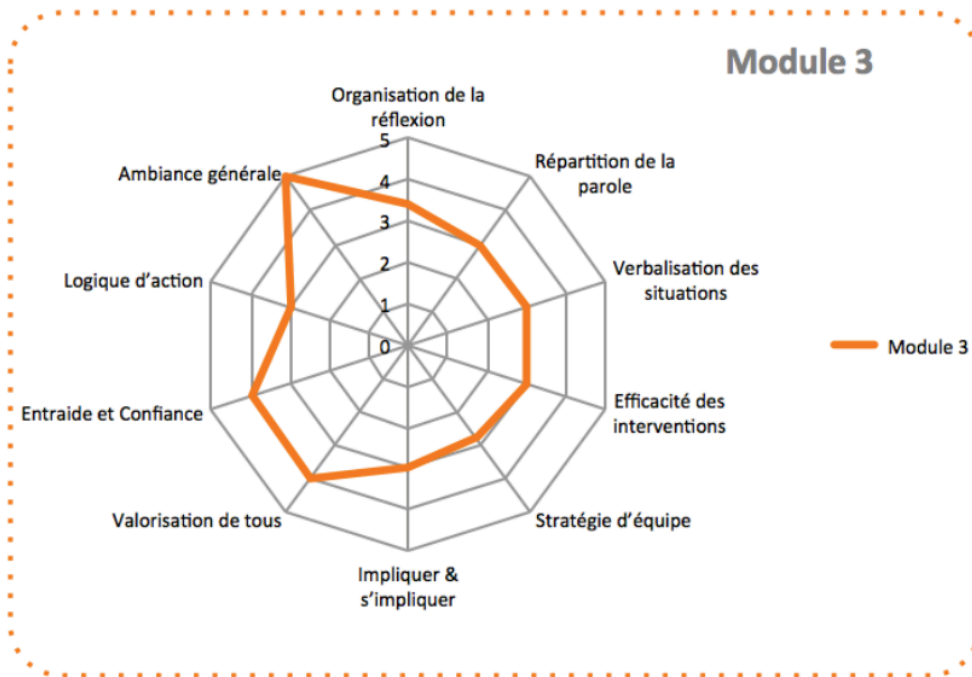 Module 3
Organisation de la
réflexion
Répartition de la
parole
Verbalisation des
situations
Efficacité des
interventions
Stratégie d’équipe
Impliquer &
s’impliquer
Valorisation de tous
Entraide et Confiance
Logique d’action
Ambiance générale
5
4
3
2
1
0
Module 3